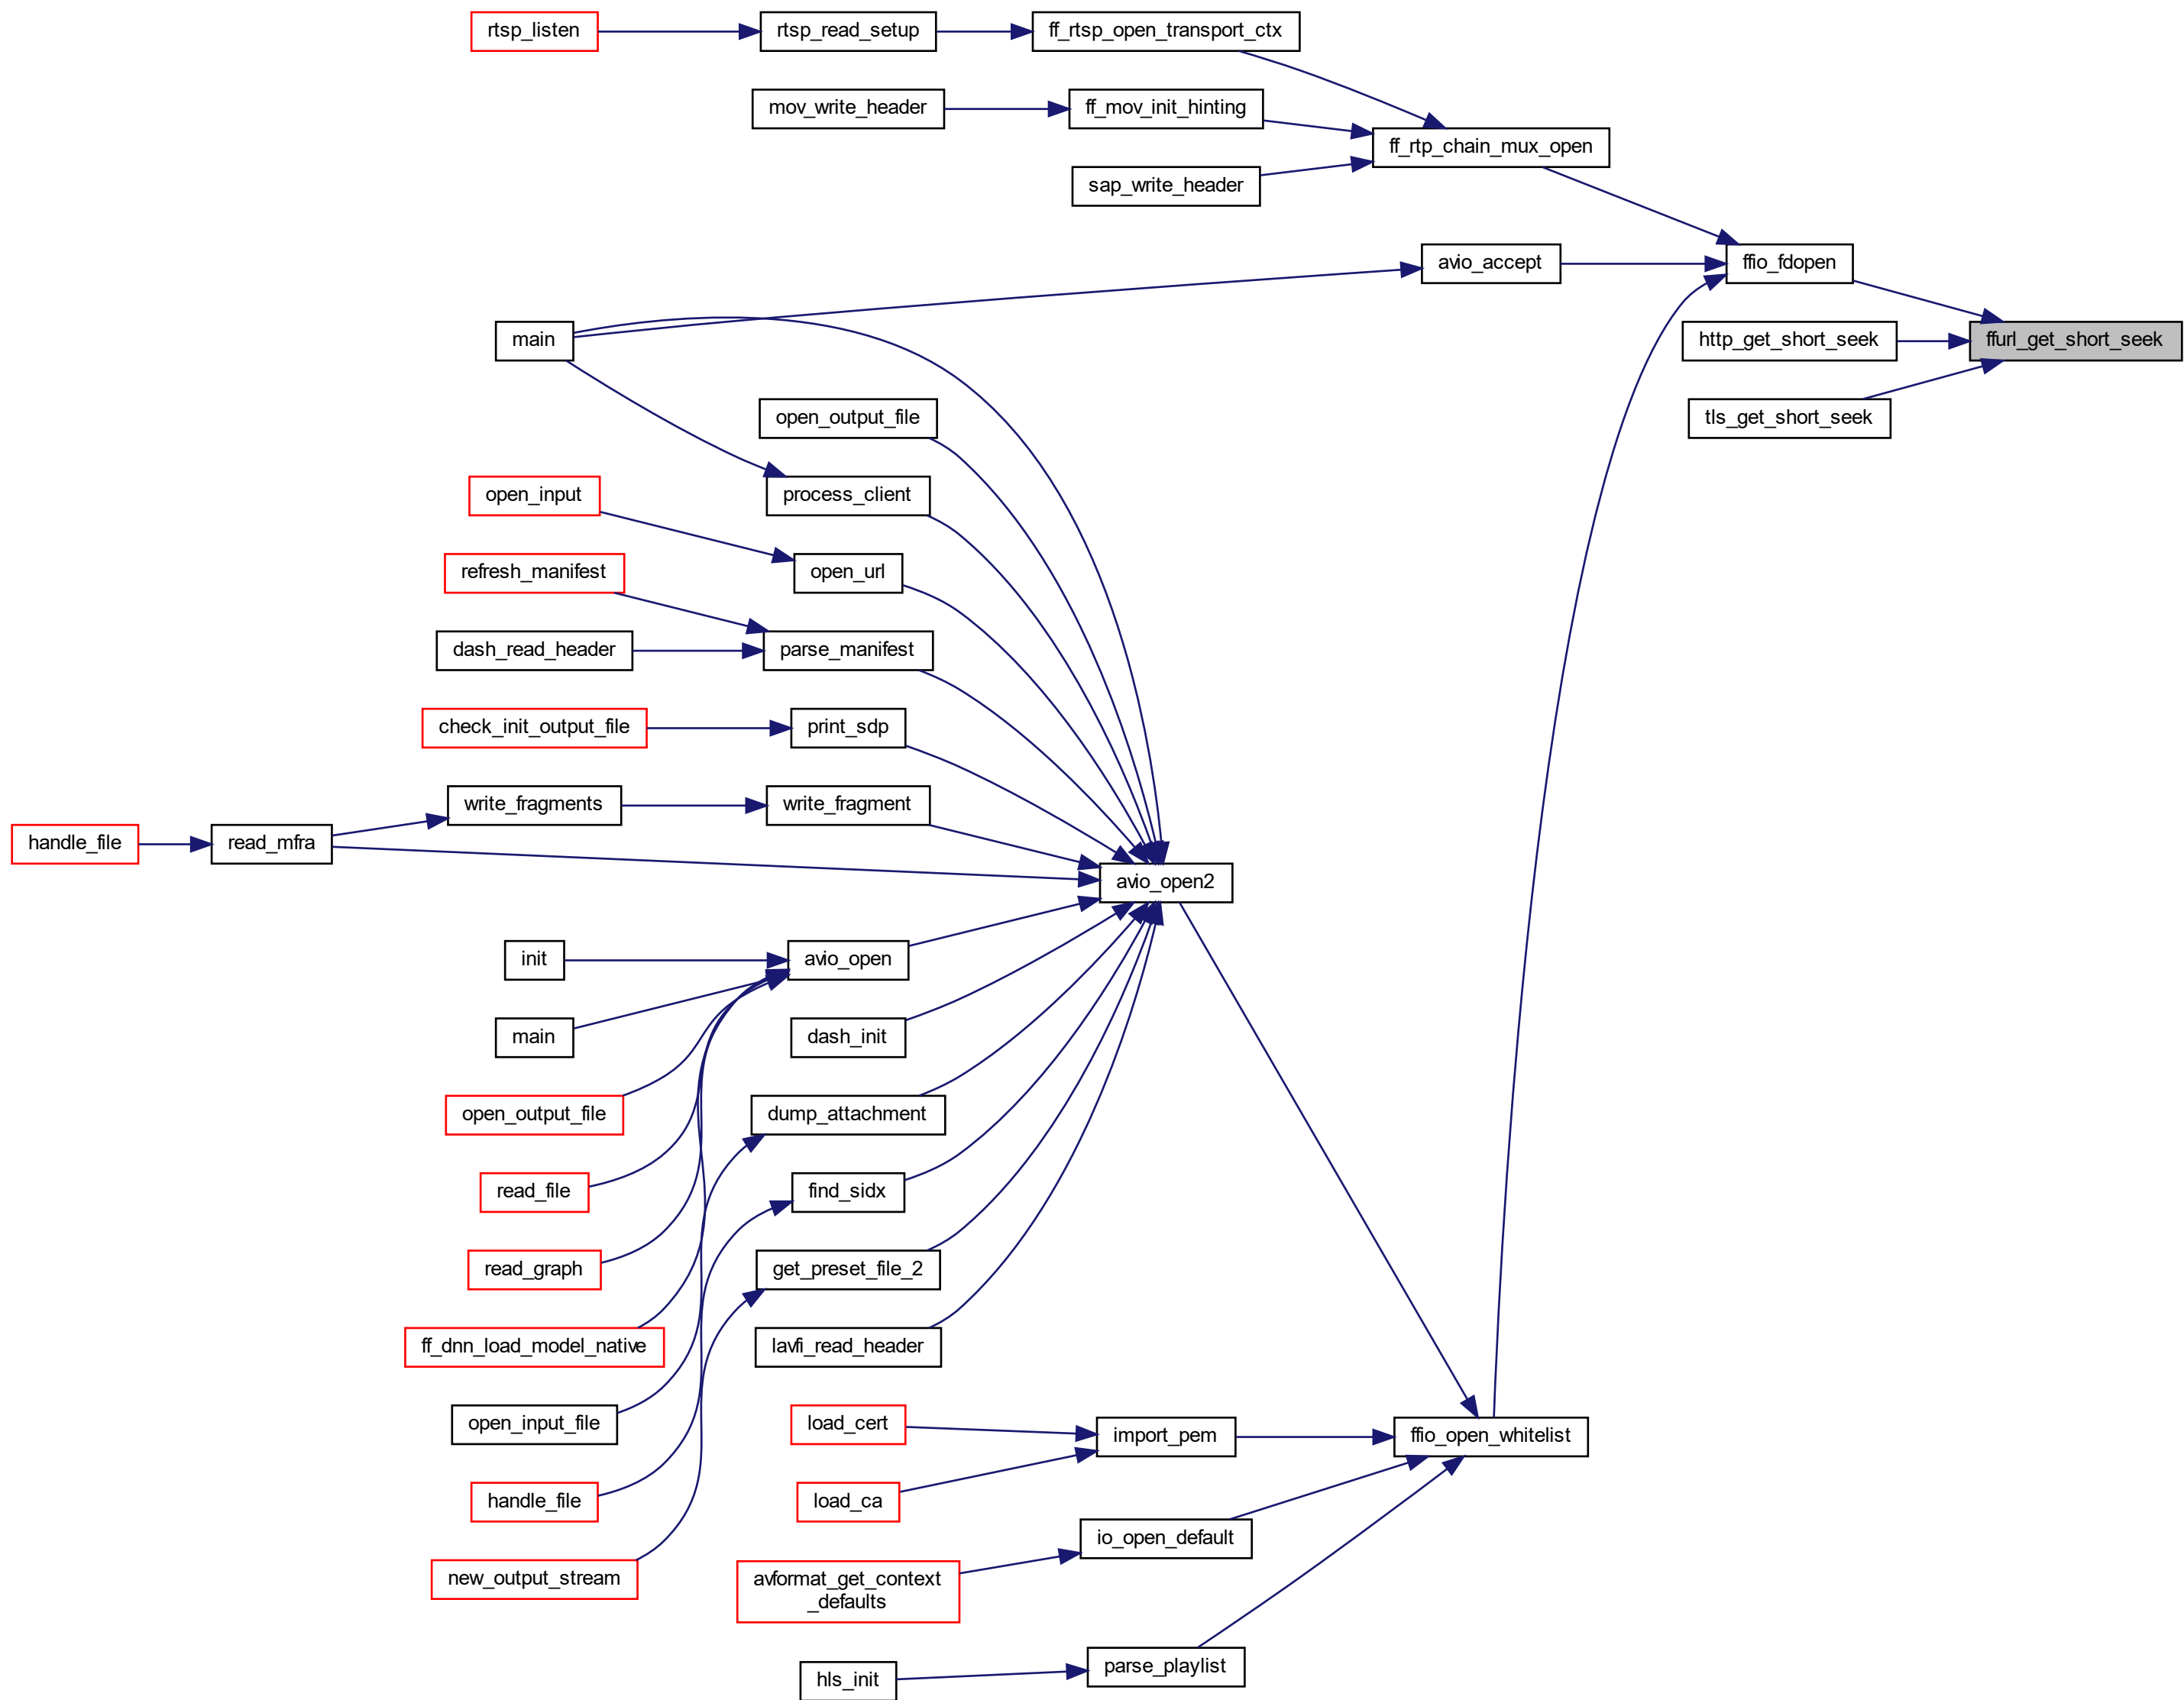 rtsp_listen
rtsp_read_setup
ff_rtsp_open_transport_ctx
mov_write_header
ff_mov_init_hinting
ff_rtp_chain_mux_open
sap_write_header
avio_accept
ffio_fdopen
main
http_get_short_seek
ffurl_get_short_seek
open_output_file
tls_get_short_seek
open_input
process_client
refresh_manifest
open_url
dash_read_header
parse_manifest
check_init_output_file
print_sdp
write_fragments
write_fragment
handle_file
read_mfra
avio_open2
init
avio_open
main
dash_init
open_output_file
dump_attachment
read_file
find_sidx
read_graph
get_preset_file_2
ff_dnn_load_model_native
lavfi_read_header
open_input_file
load_cert
import_pem
ffio_open_whitelist
handle_file
load_ca
io_open_default
new_output_stream
avformat_get_context
_defaults
parse_playlist
hls_init